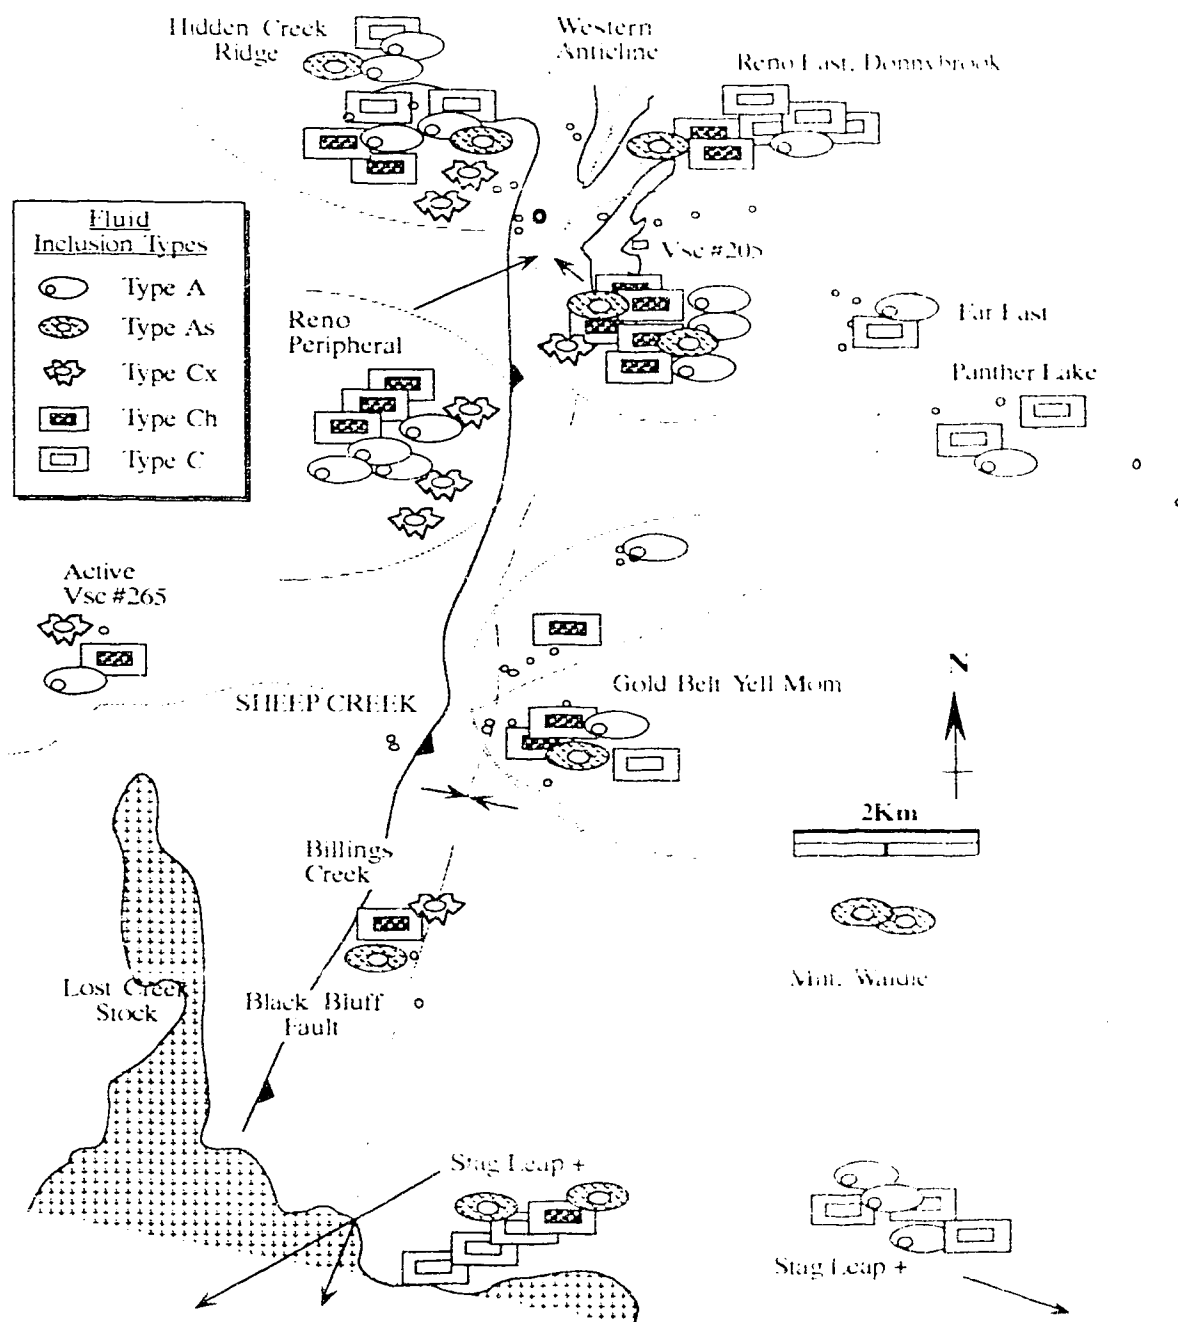 Hidden Creek
Ridge
Western
Anticline
Reno East, Donnybrook
Fluid
Inclusion Types
Type A
Type As
Type Cx
Type Ch
Type C
Vsc #205
Reno
Peripheral
Far East
Panther Lake
Active
Vsc #265
SHEEP CREEK
Gold Belt Yell Mom
N
2Km
Billings
Creek
Mnt. Waldie
Lost Creek
Stock
Black Bluff
Fault
Stag Leap +
Stag Leap +